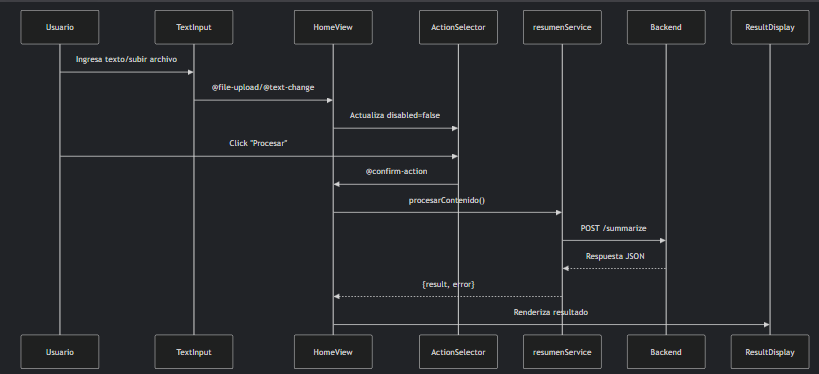 Usuario
TextInput
HomeView
ActionSelector
resumenService
Backend
ResultDisplay
Ingresa texto/subir archivo
@file-upload/@text-change
Actualiza disabled=false
Click "Procesar"
@confirm-action
procesarContenido()
POST /summarize
Respuesta JSON
{result, error}
Renderiza resultado
Usuario
TextInput
HomeView
ActionSelector
resumenService
Backend
ResultDisplay